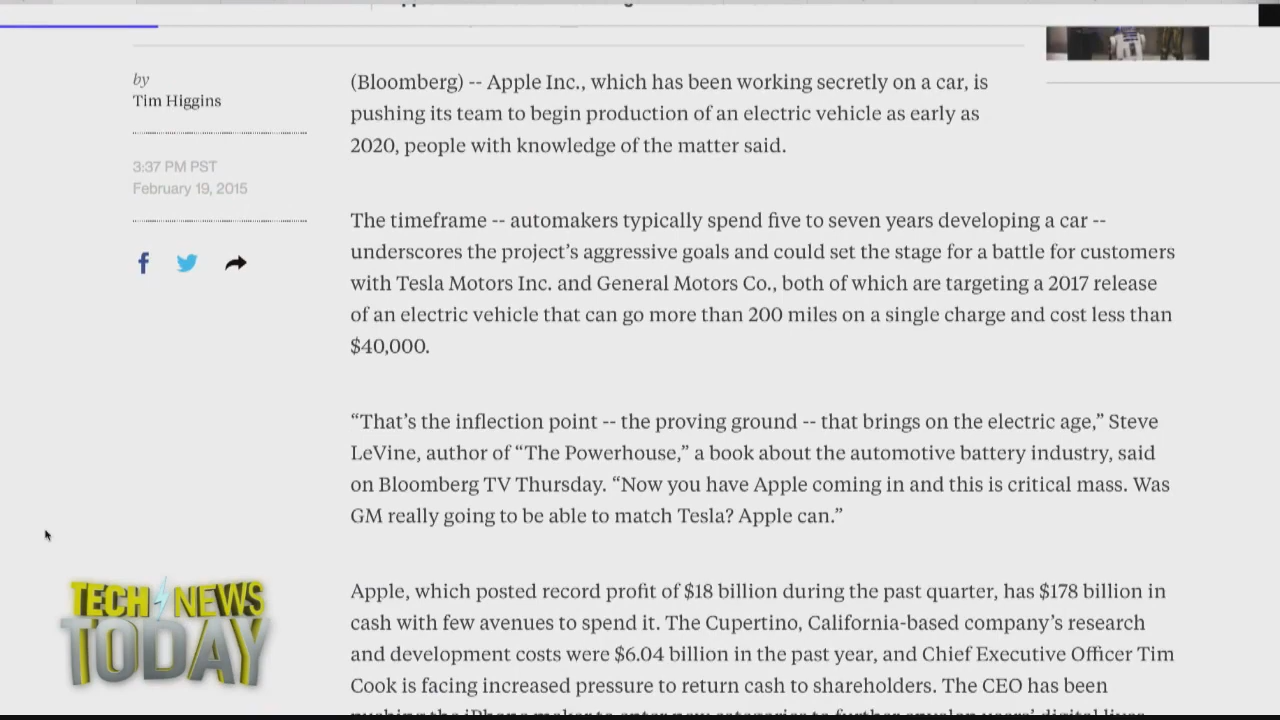 by
Tim Higgins
3:37 PM PST
February 19, 2015
(Bloomberg) -- Apple Inc., which has been working secretly on a car, is
pushing its team to begin production of an electric vehicle as early as
2020, people with knowledge of the matter said.
The timeframe -- automakers typically spend five to seven years developing a car --
underscores the project’s aggressive goals and could set the stage for a battle for customers
with Tesla Motors Inc. and General Motors Co., both of which are targeting a 2017 release
of an electric vehicle that can go more than 200 miles on a single charge and cost less than
$40,000.
“That’s the inflection point -- the proving ground -- that brings on the electric age,” Steve
LeVine, author of “The Powerhouse,” a book about the automotive battery industry, said
on Bloomberg TV Thursday. “Now you have Apple coming in and this is critical mass. Was
GM really going to be able to match Tesla? Apple can.”
Apple, which posted record profit of $18 billion during the past quarter, has $178 billion in
cash with few avenues to spend it. The Cupertino, California-based company’s research
and development costs were $6.04 billion in the past year, and Chief Executive Officer Tim
Cook is facing increased pressure to return cash to shareholders. The CEO has been
TECH NEWS
TODAY